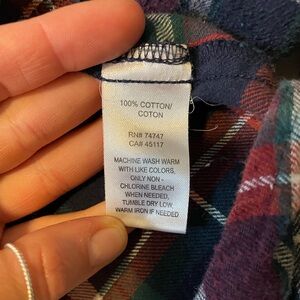 100% COTTON/
COTON
RN# 74747
CA# 45117
MACHINE WASH WARM
WITH LIKE COLORS,
ONLY NON -
CHLORINE BLEACH
WHEN NEEDED,
TUMBLE DRY LOW,
WARM IRON IF NEEDED